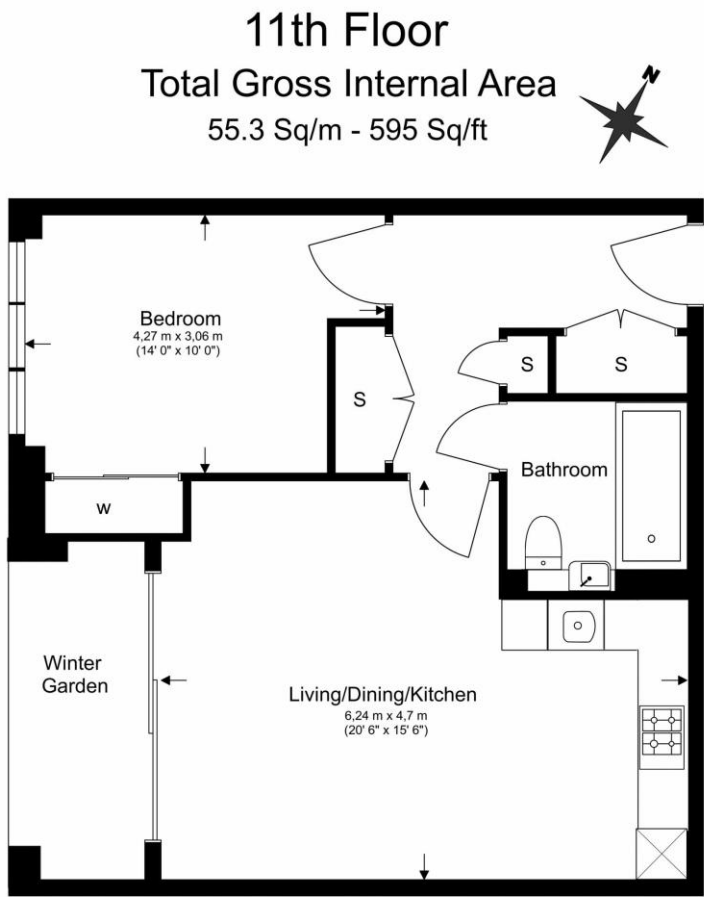 11th Floor
Total Gross Internal Area
55.3 Sq/m - 595 Sq/ft
N
Bedroom
4,27 m x 3,06 m
(14' 0" x 10' 0")
S
S
S
Bathroom
w
Winter
Garden
Living/Dining/Kitchen
6,24 m x 4,7 m
(20' 6" x 15' 6")